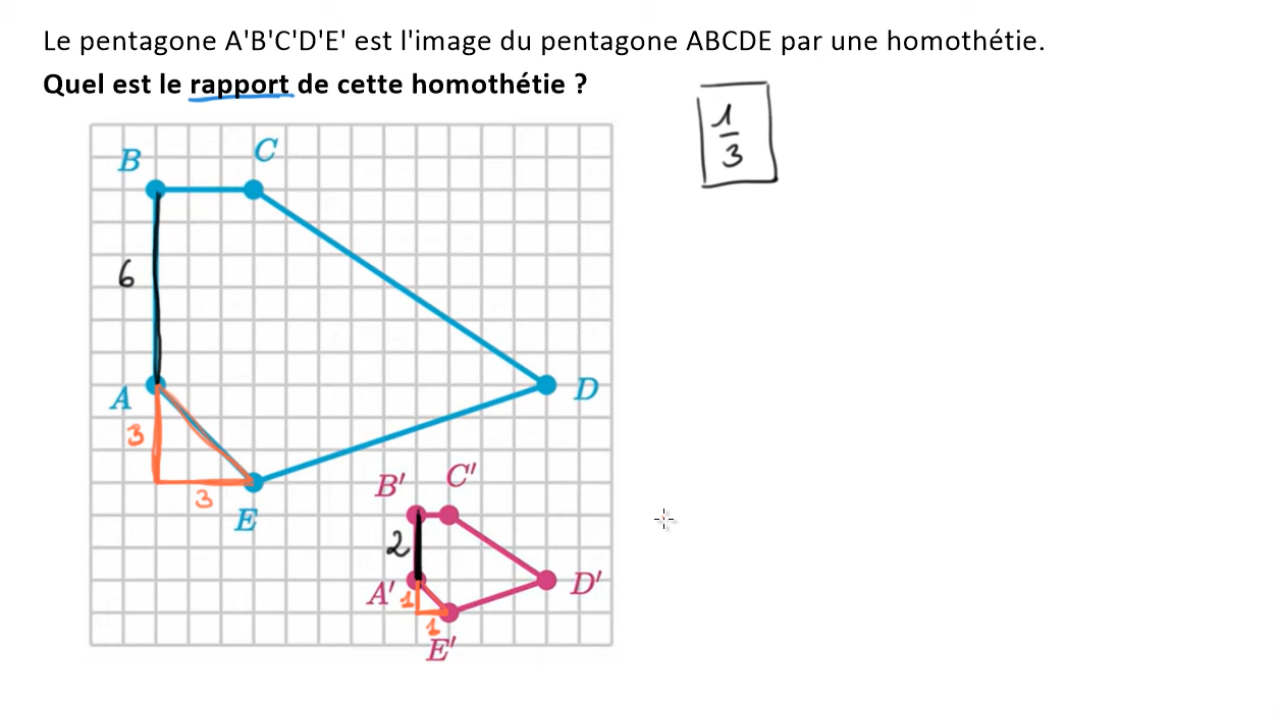 Le pentagone A'B'C'D'E' est l'image du pentagone ABCDE par une homothétie.
Quel est le rapport de cette homothétie ?
1
3
B
C
6
A
D
3
3
E
B'
C'
2
A'
D'
1
1
E'